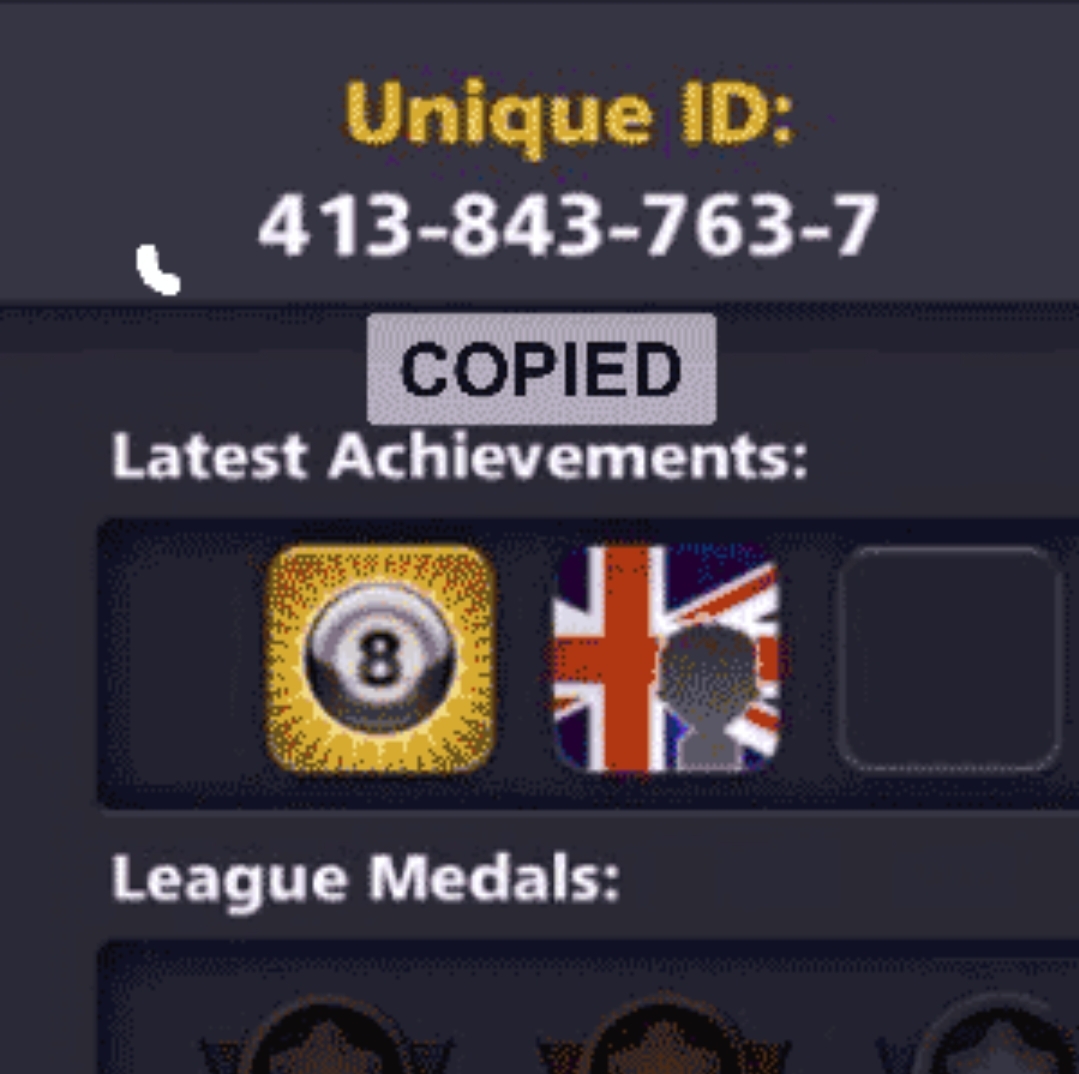 Unique ID:
413-843-763-7
COPIED
Latest Achievements:
8
League Medals: